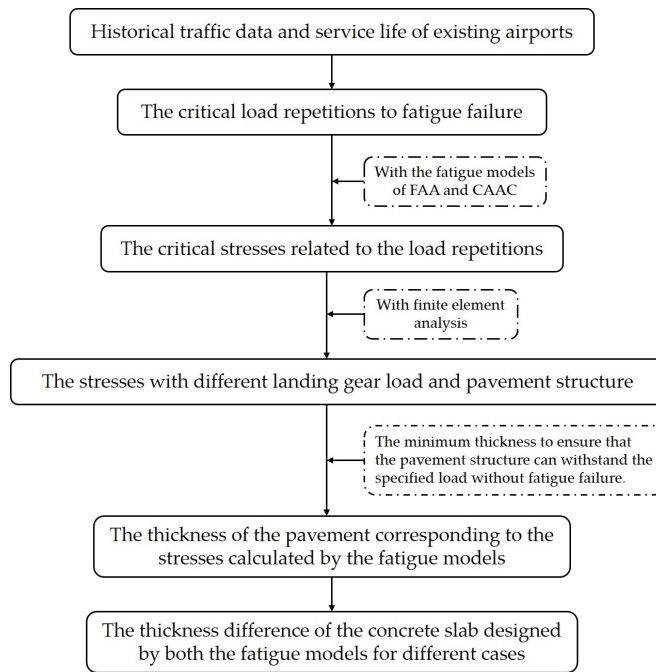 Historical traffic data and service life of existing airports
The critical load repetitions to fatigue failure
With the fatigue models
of FAA and CAAC
The critical stresses related to the load repetitions
With finite element
analysis
The stresses with different landing gear load and pavement structure
The minimum thickness to ensure that
the pavement structure can withstand the
specified load without fatigue failure.
The thickness of the pavement corresponding to the
stresses calculated by the fatigue models
The thickness difference of the concrete slab designed
by both the fatigue models for different cases